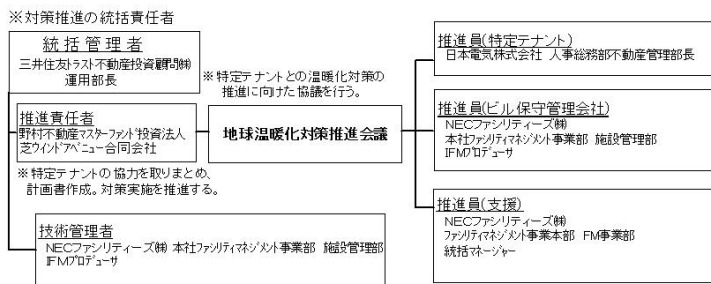 ※対策推進の統括責任者
統括管理者
三井住友トラスト不動産投資顧問㈱
運用部長
※特定テナントとの温暖化対策の
推進に向けた協議を行う。
推進責任者
野村不動産マスターファンド投資法人
芝ウインドアベニュー合同会社
※特定テナントの協力を取りまとめ、
計画書作成。対策実施を推進する。
地球温暖化対策推進会議
推進員(特定テナント)
日本電気株式会社 人事総務部不動産管理部長
推進員(ビル保守管理会社)
NECファシリティーズ㈱
本社ファシリティマネジメント事業部 施設管理部
IFMプロデューサ
推進員(支援)
NECファシリティーズ㈱
ファシリティマネジメント事業本部 FM事業部
統括マネージャー
技術管理者
NECファシリティーズ㈱ 本社ファシリティマネジメント事業部 施設管理部
IFMプロデューサ